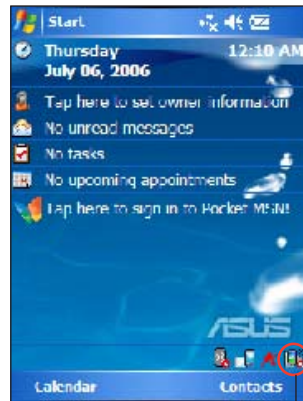 Start
Thursday 12:10 AM
July 06, 2006
Tap here to set owner information
No unread messages
No tasks
No upcoming appointments
Tap here to sign in to Pocket MSN!
ASUS
Calendar Contacts